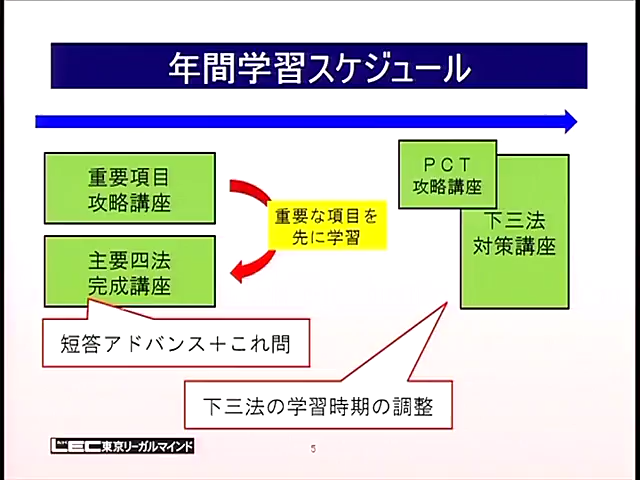 年間学習スケジュール
重要項目
攻略講座
主要四法
完成講座
重要な項目を
先に学習
PCT
攻略講座
下三法
対策講座
短答アドバンス＋これ問
下三法の学習時期の調整
LEC東京リーガルマインド
5